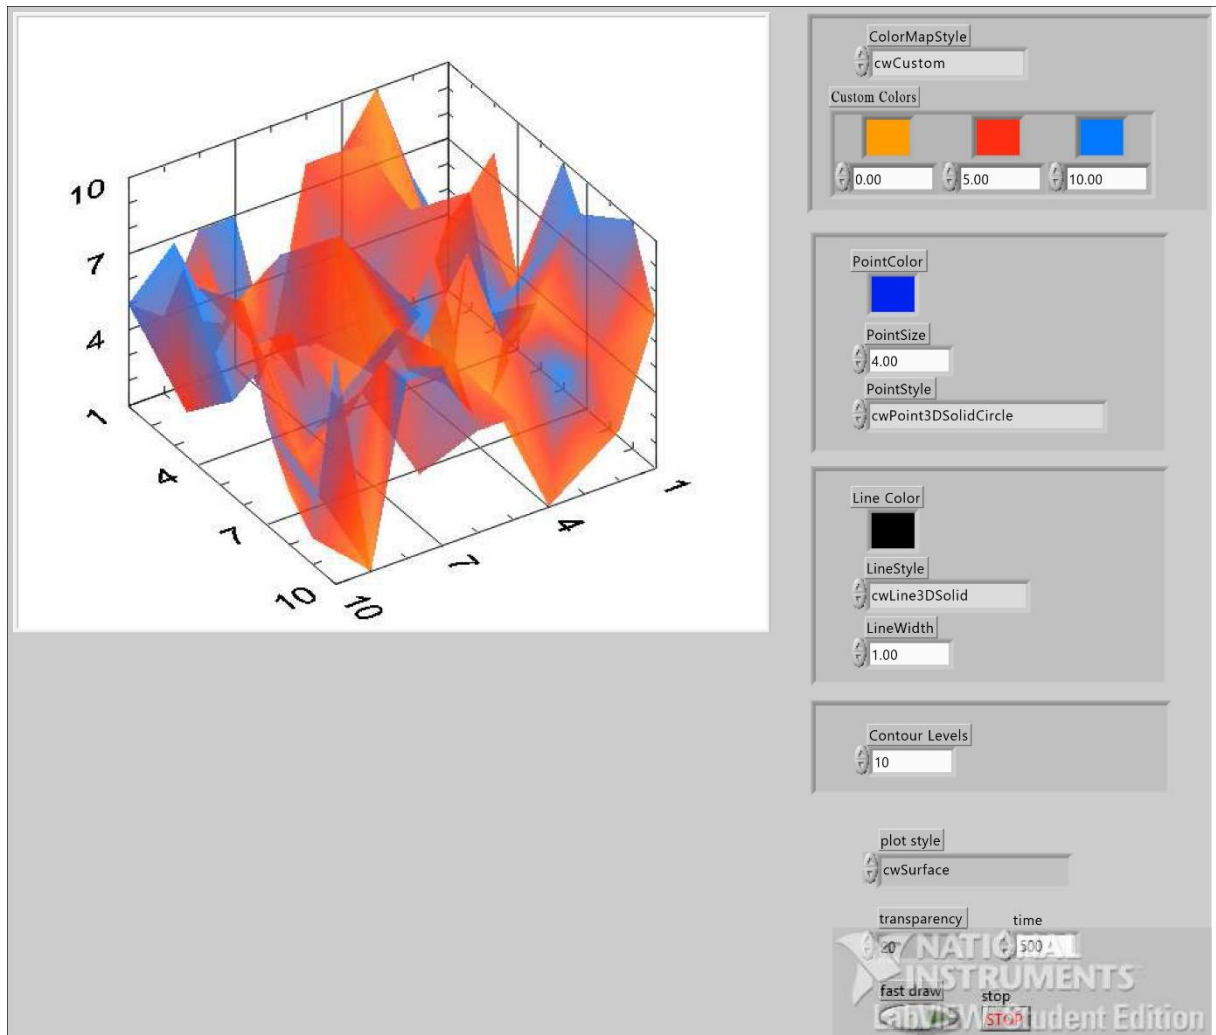 10
7
4
1
4
7
10
10
7
4
1
ColorMapStyle
cwCustom
Custom Colors
0.00 5.00 10.00
PointColor
PointSize
4.00
PointStyle
cwPoint3DSolidCircle
Line Color
LineStyle
cwLine3DSolid
LineWidth
1.00
Contour Levels
10
plot style
cwSurface
transparency time
20 500
NATIONAL
INSTRUMENTS
fast draw stop
STOP
LabVIEW Student Edition